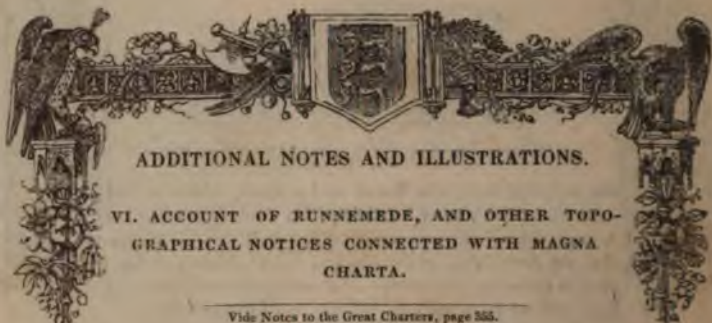 ADDITIONAL NOTES AND ILLUSTRATIONS.
VI. ACCOUNT OF RUNNEMEDE, AND OTHER TOPO-
GRAPHICAL NOTICES CONNECTED WITH MAGNA
CHARTA.
Vide Notes to the Great Charters, page 355.